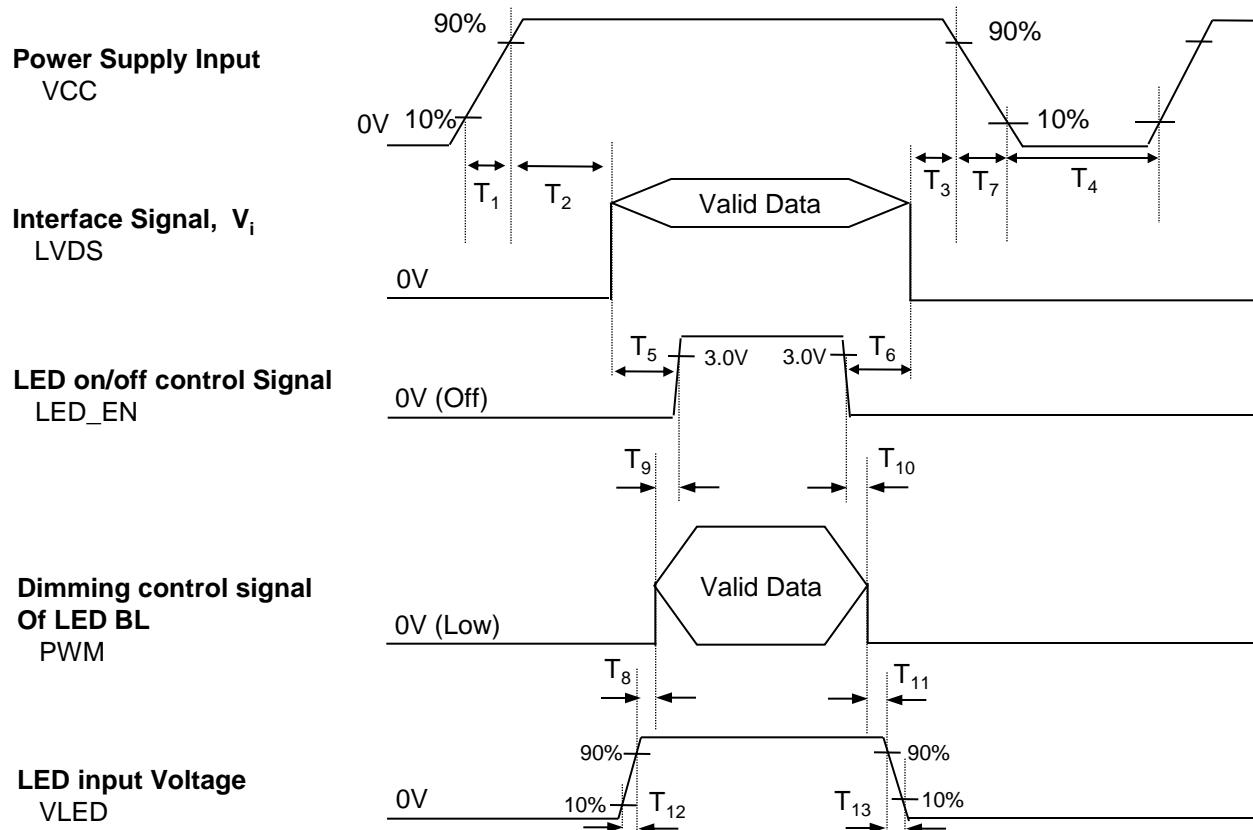 90%
90%
Power Supply Input
VCC
0V
10%
10%
T1
T2
T3
T7
T4
Interface Signal, Vi
LVDS
Valid Data
0V
T5
3.0V
3.0V
T6
LED on/off control Signal
LED_EN
0V (Off)
T9
T10
Dimming control signal
Of LED BL
PWM
Valid Data
0V (Low)
T8
T11
90%
90%
LED input Voltage
VLED
0V
10%
T12
T13
10%